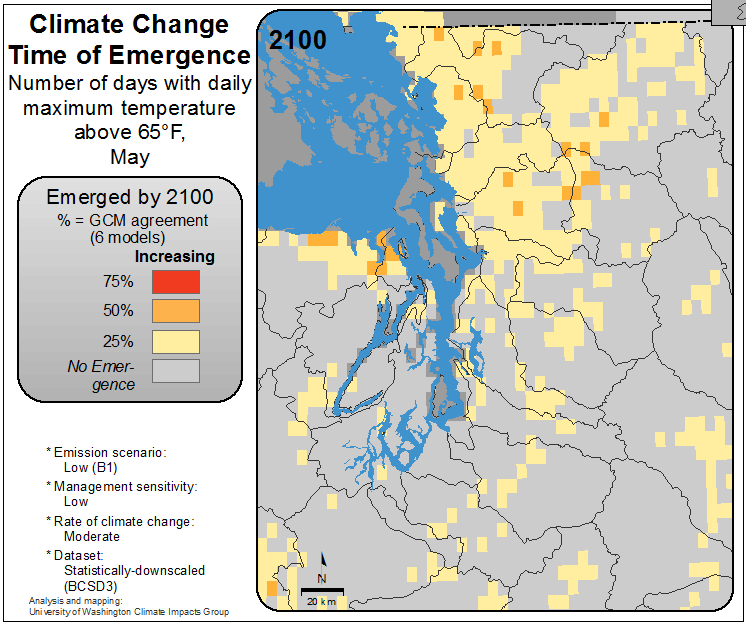 Climate Change
Time of Emergence
Number of days with daily
maximum temperature
above 65°F,
May
Emerged by 2100
% = GCM agreement
(6 models)
Increasing
75%
50%
25%
No Emer-
gence
* Emission scenario:
Low (B1)
* Management sensitivity:
Low
* Rate of climate change:
Moderate
* Dataset:
Statistically-downscaled
(BCSD3)
Analysis and mapping:
University of Washington Climate Impacts Group
2100
N
20 km